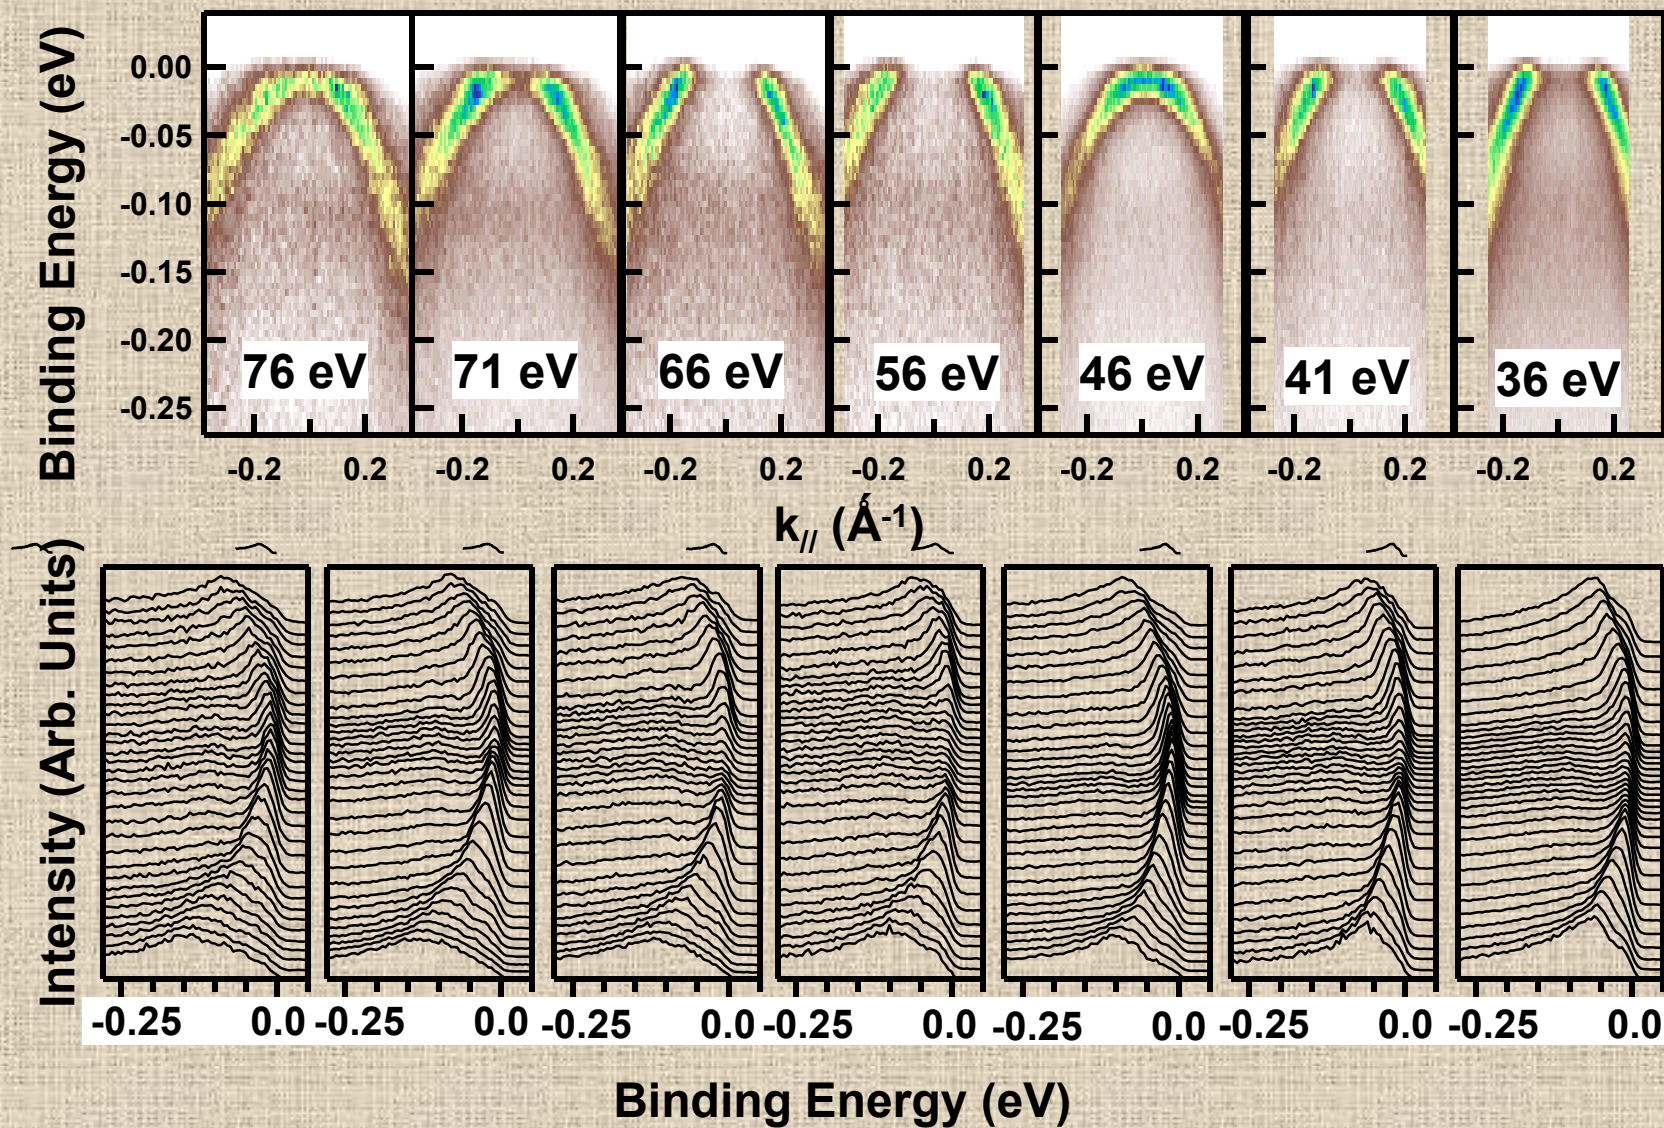 Binding Energy (eV)
0.00
-0.05
-0.10
-0.15
-0.20
-0.25
76 eV
71 eV
66 eV
56 eV
46 eV
41 eV
36 eV
-0.2 0.2 -0.2 0.2 -0.2 0.2 -0.2 0.2 -0.2 0.2 -0.2 0.2 -0.2 0.2
k// (Å-1)
Intensity (Arb. Units)
-0.25 0.0 -0.25 0.0 -0.25 0.0 -0.25 0.0 -0.25 0.0 -0.25 0.0 -0.25 0.0
Binding Energy (eV)